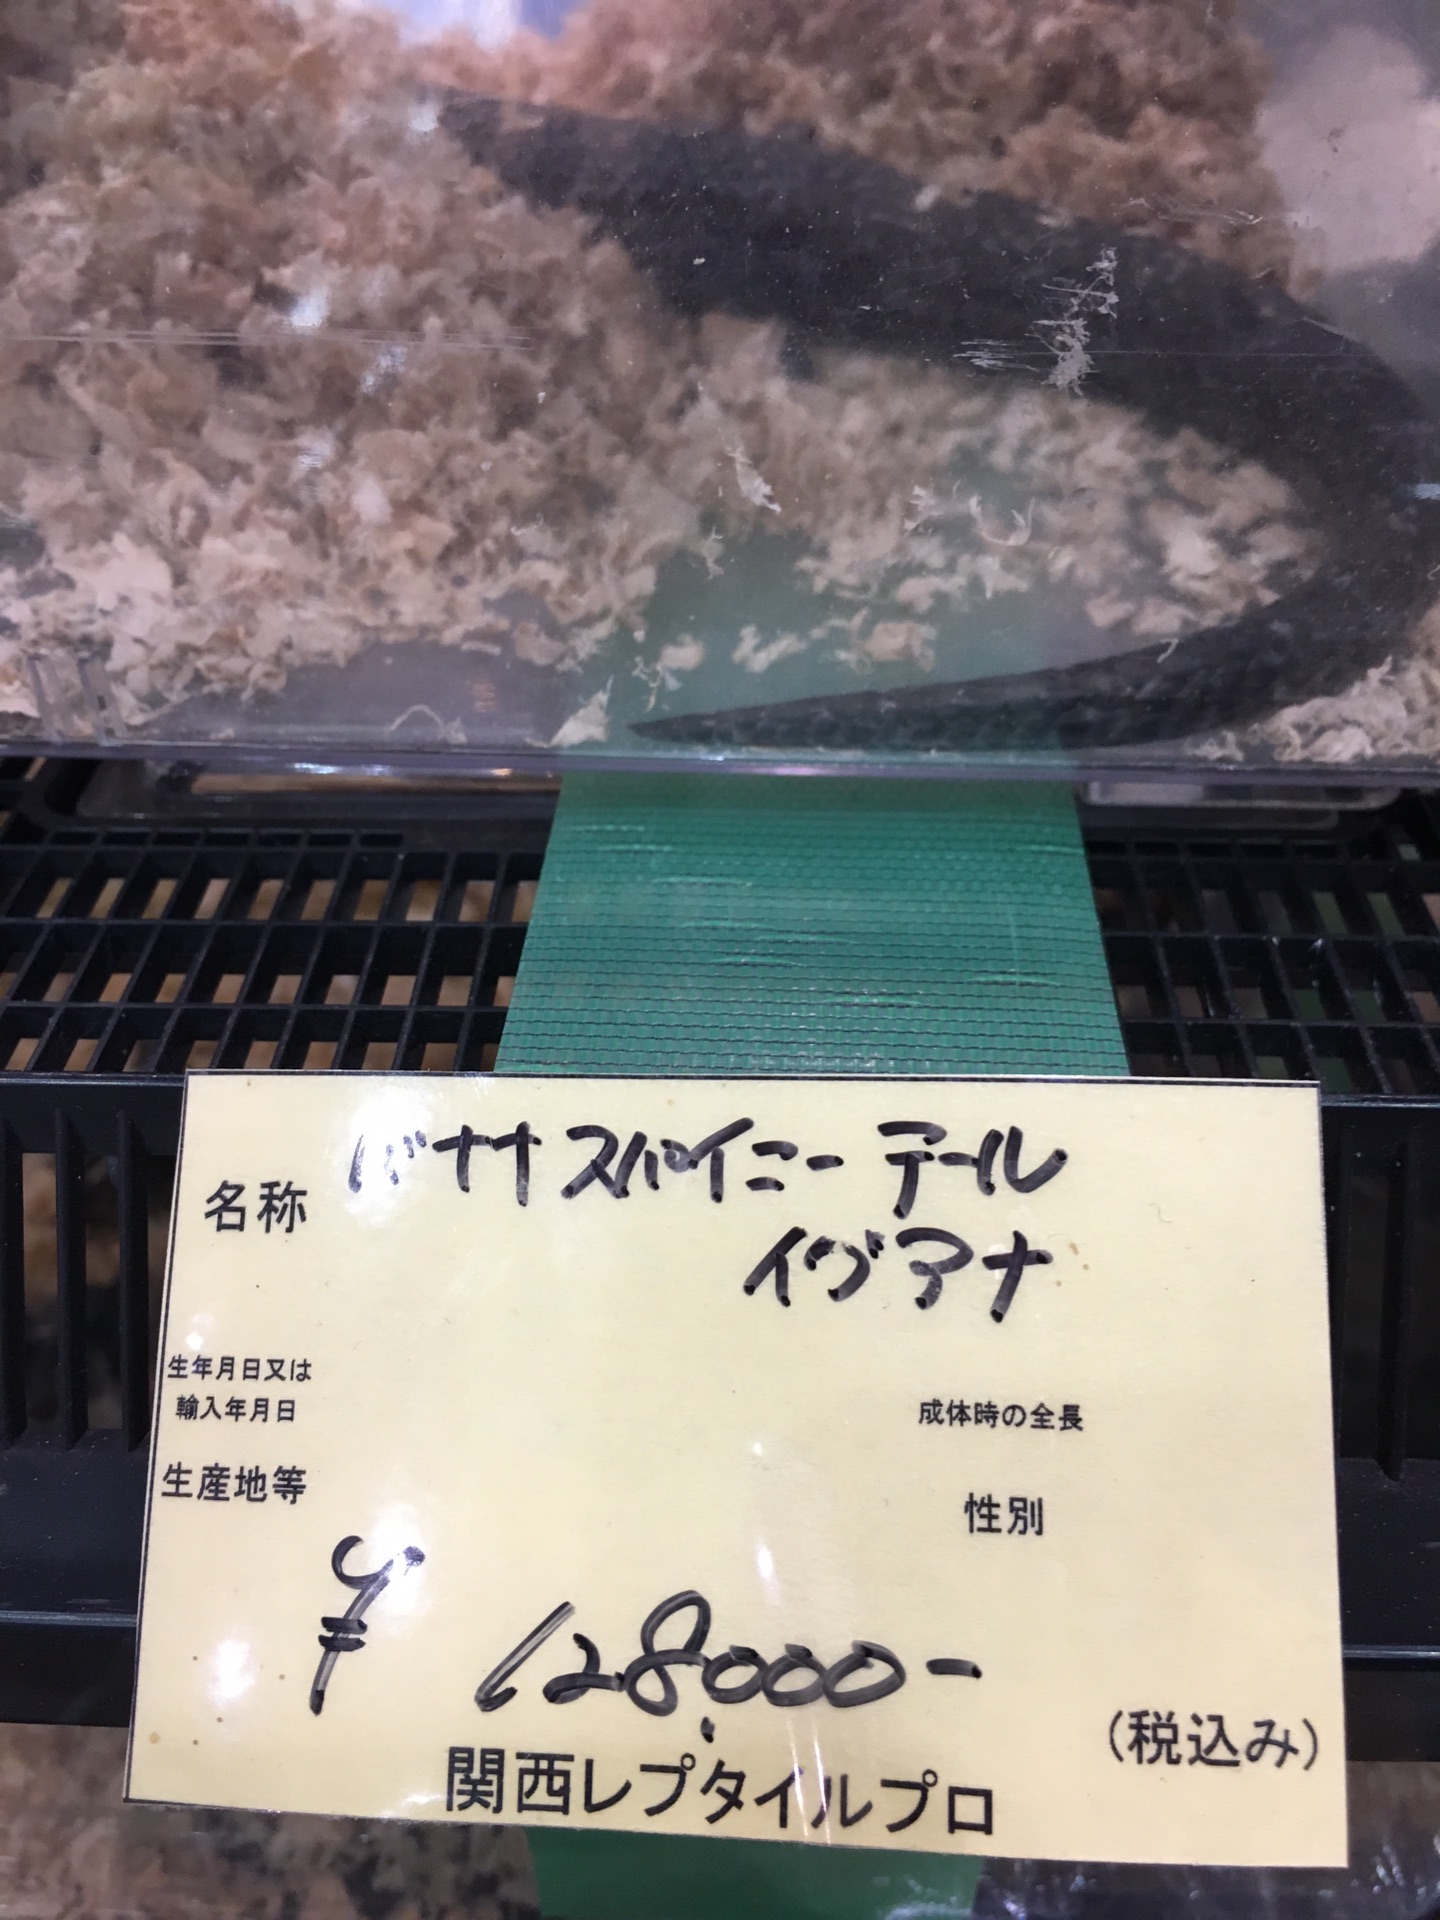 名称 バナナスパイニーテール
イグアナ
生年月日又は
輸入年月日
成体時の全長
生産地等
性別
¥ 128,000-
(税込み)
関西レプタイルプロ